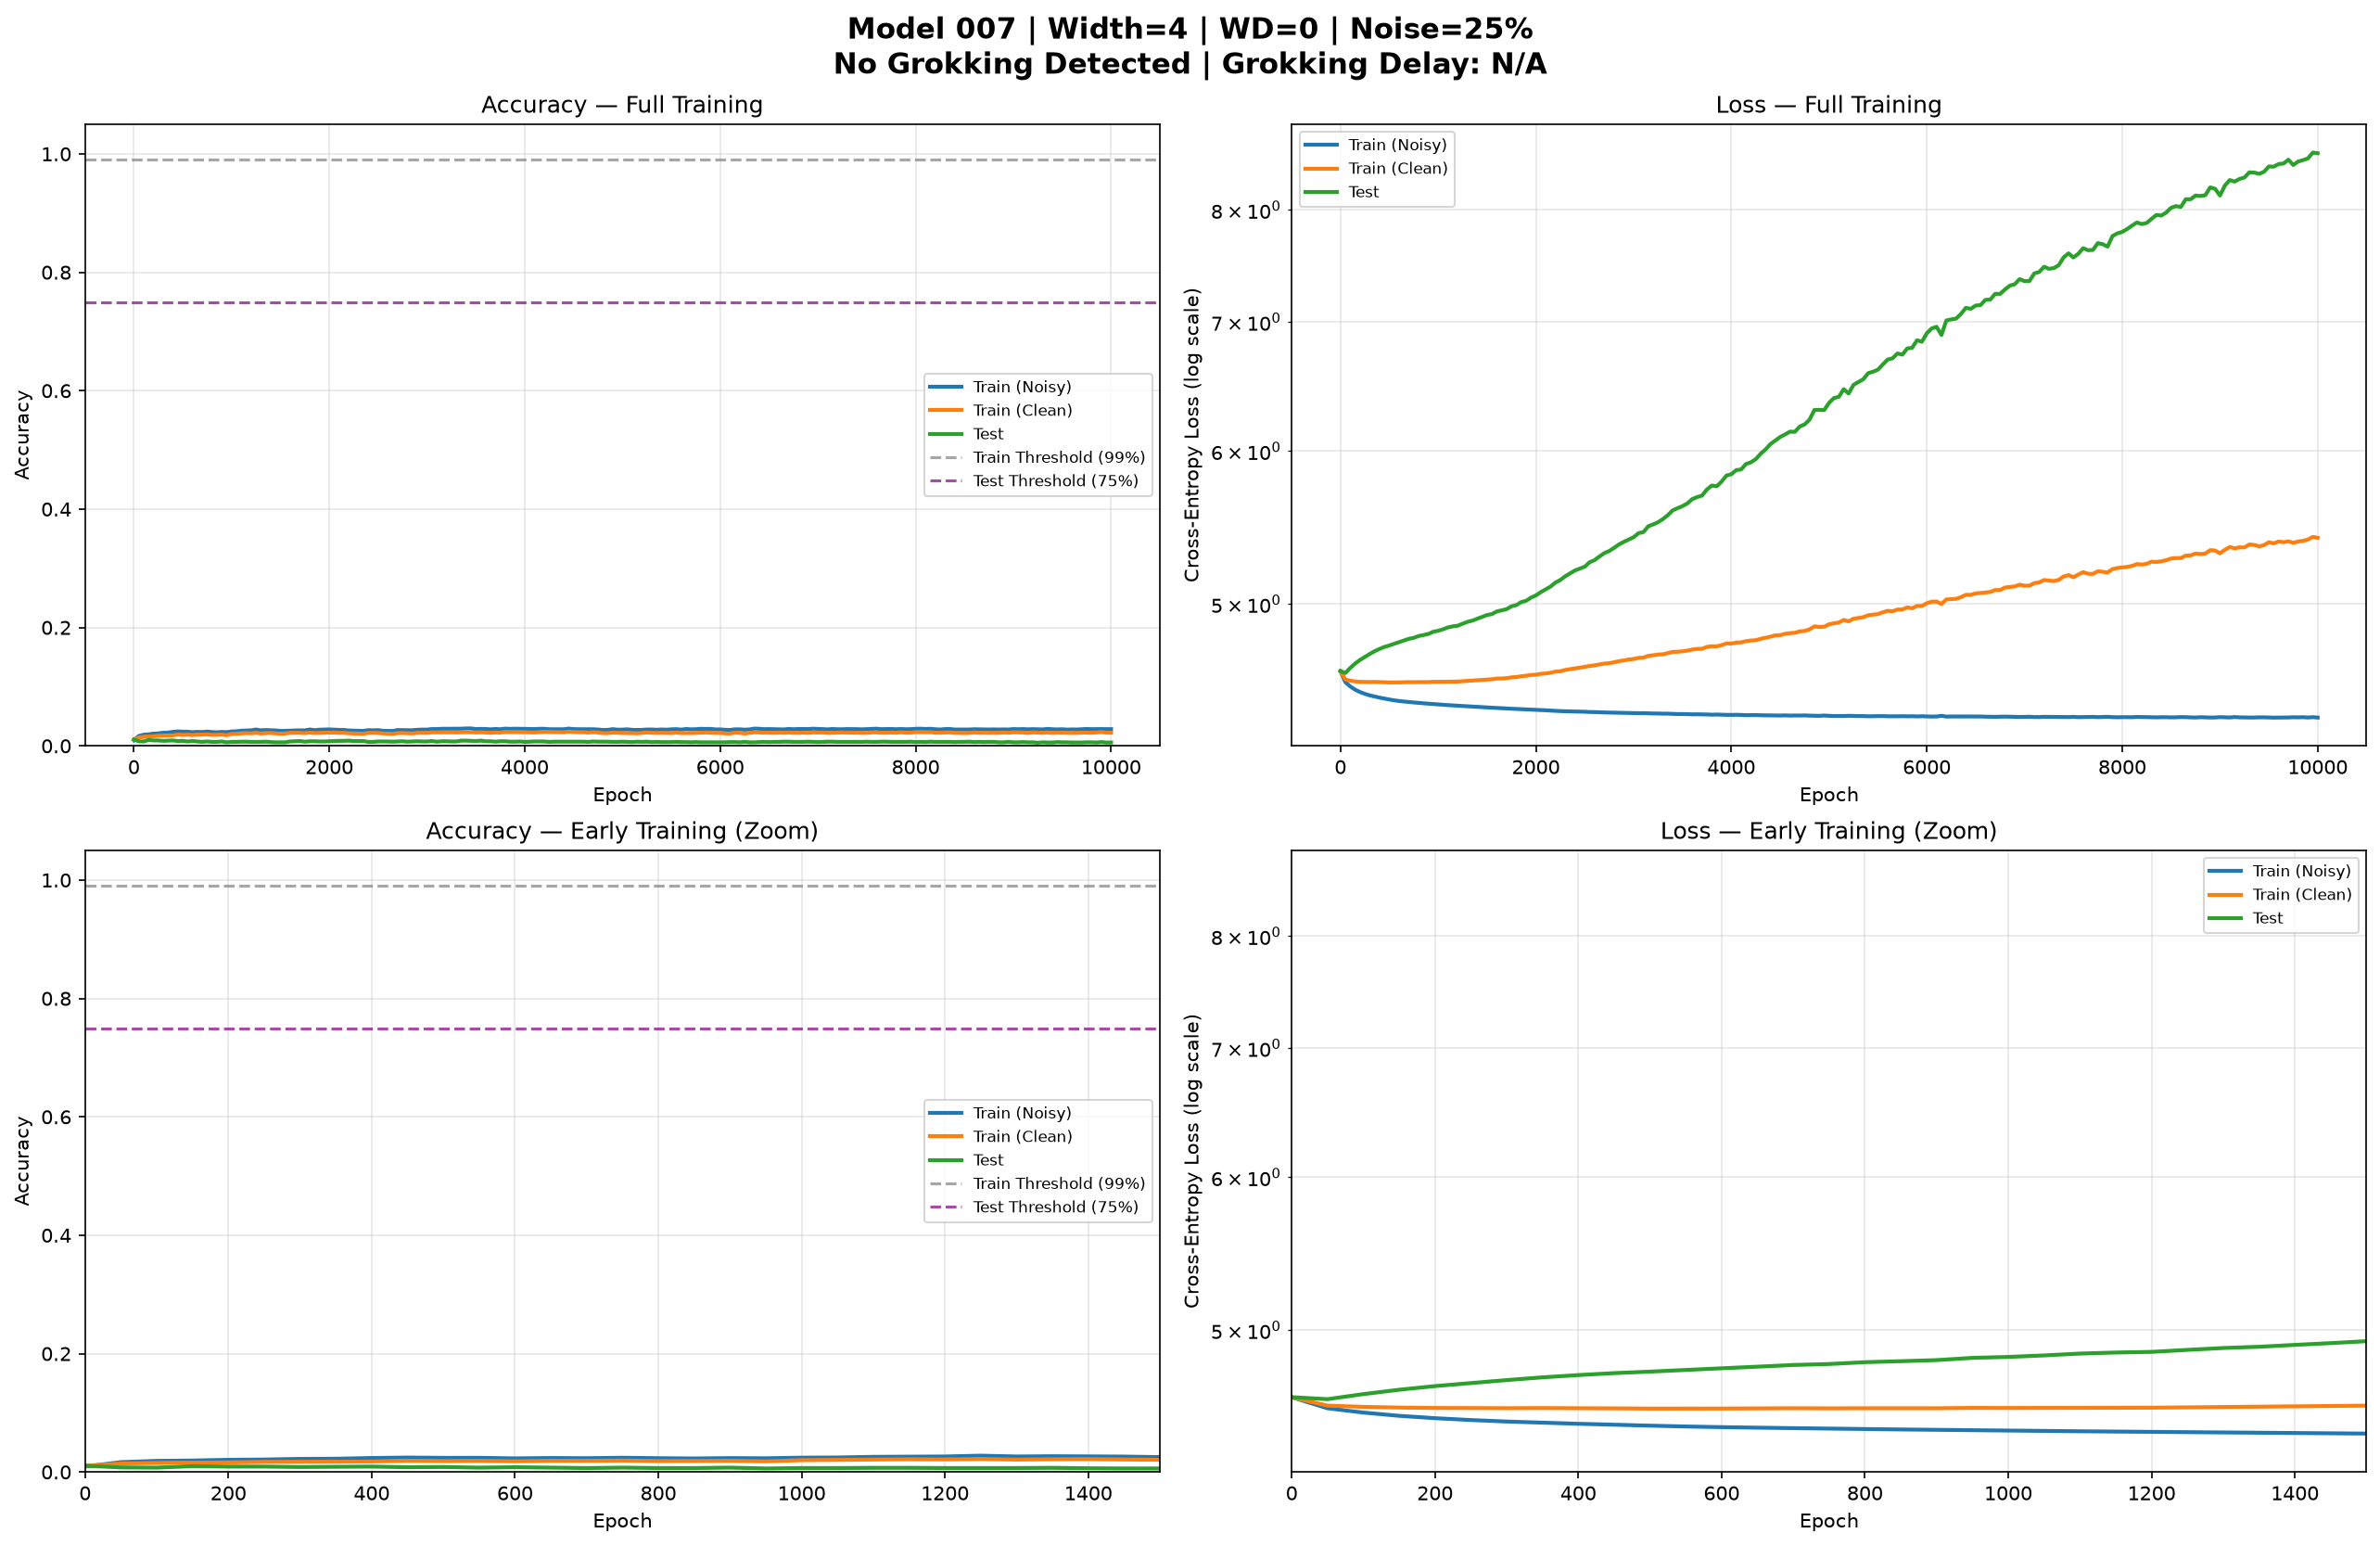 Model 007 | Width=4 | WD=0 | Noise=25%
No Grokking Detected | Grokking Delay: N/A
Accuracy — Full Training
1.0
0.8
0.6
0.4
0.2
0.0
Accuracy
0 2000 4000 6000 8000 10000
Epoch
Train (Noisy)
Train (Clean)
Test
Train Threshold (99%)
Test Threshold (75%)
Loss — Full Training
8 × 10⁰
7 × 10⁰
6 × 10⁰
5 × 10⁰
Cross-Entropy Loss (log scale)
0 2000 4000 6000 8000 10000
Epoch
Train (Noisy)
Train (Clean)
Test
Accuracy — Early Training (Zoom)
1.0
0.8
0.6
0.4
0.2
0.0
Accuracy
0 200 400 600 800 1000 1200 1400
Epoch
Train (Noisy)
Train (Clean)
Test
Train Threshold (99%)
Test Threshold (75%)
Loss — Early Training (Zoom)
8 × 10⁰
7 × 10⁰
6 × 10⁰
5 × 10⁰
Cross-Entropy Loss (log scale)
0 200 400 600 800 1000 1200 1400
Epoch
Train (Noisy)
Train (Clean)
Test